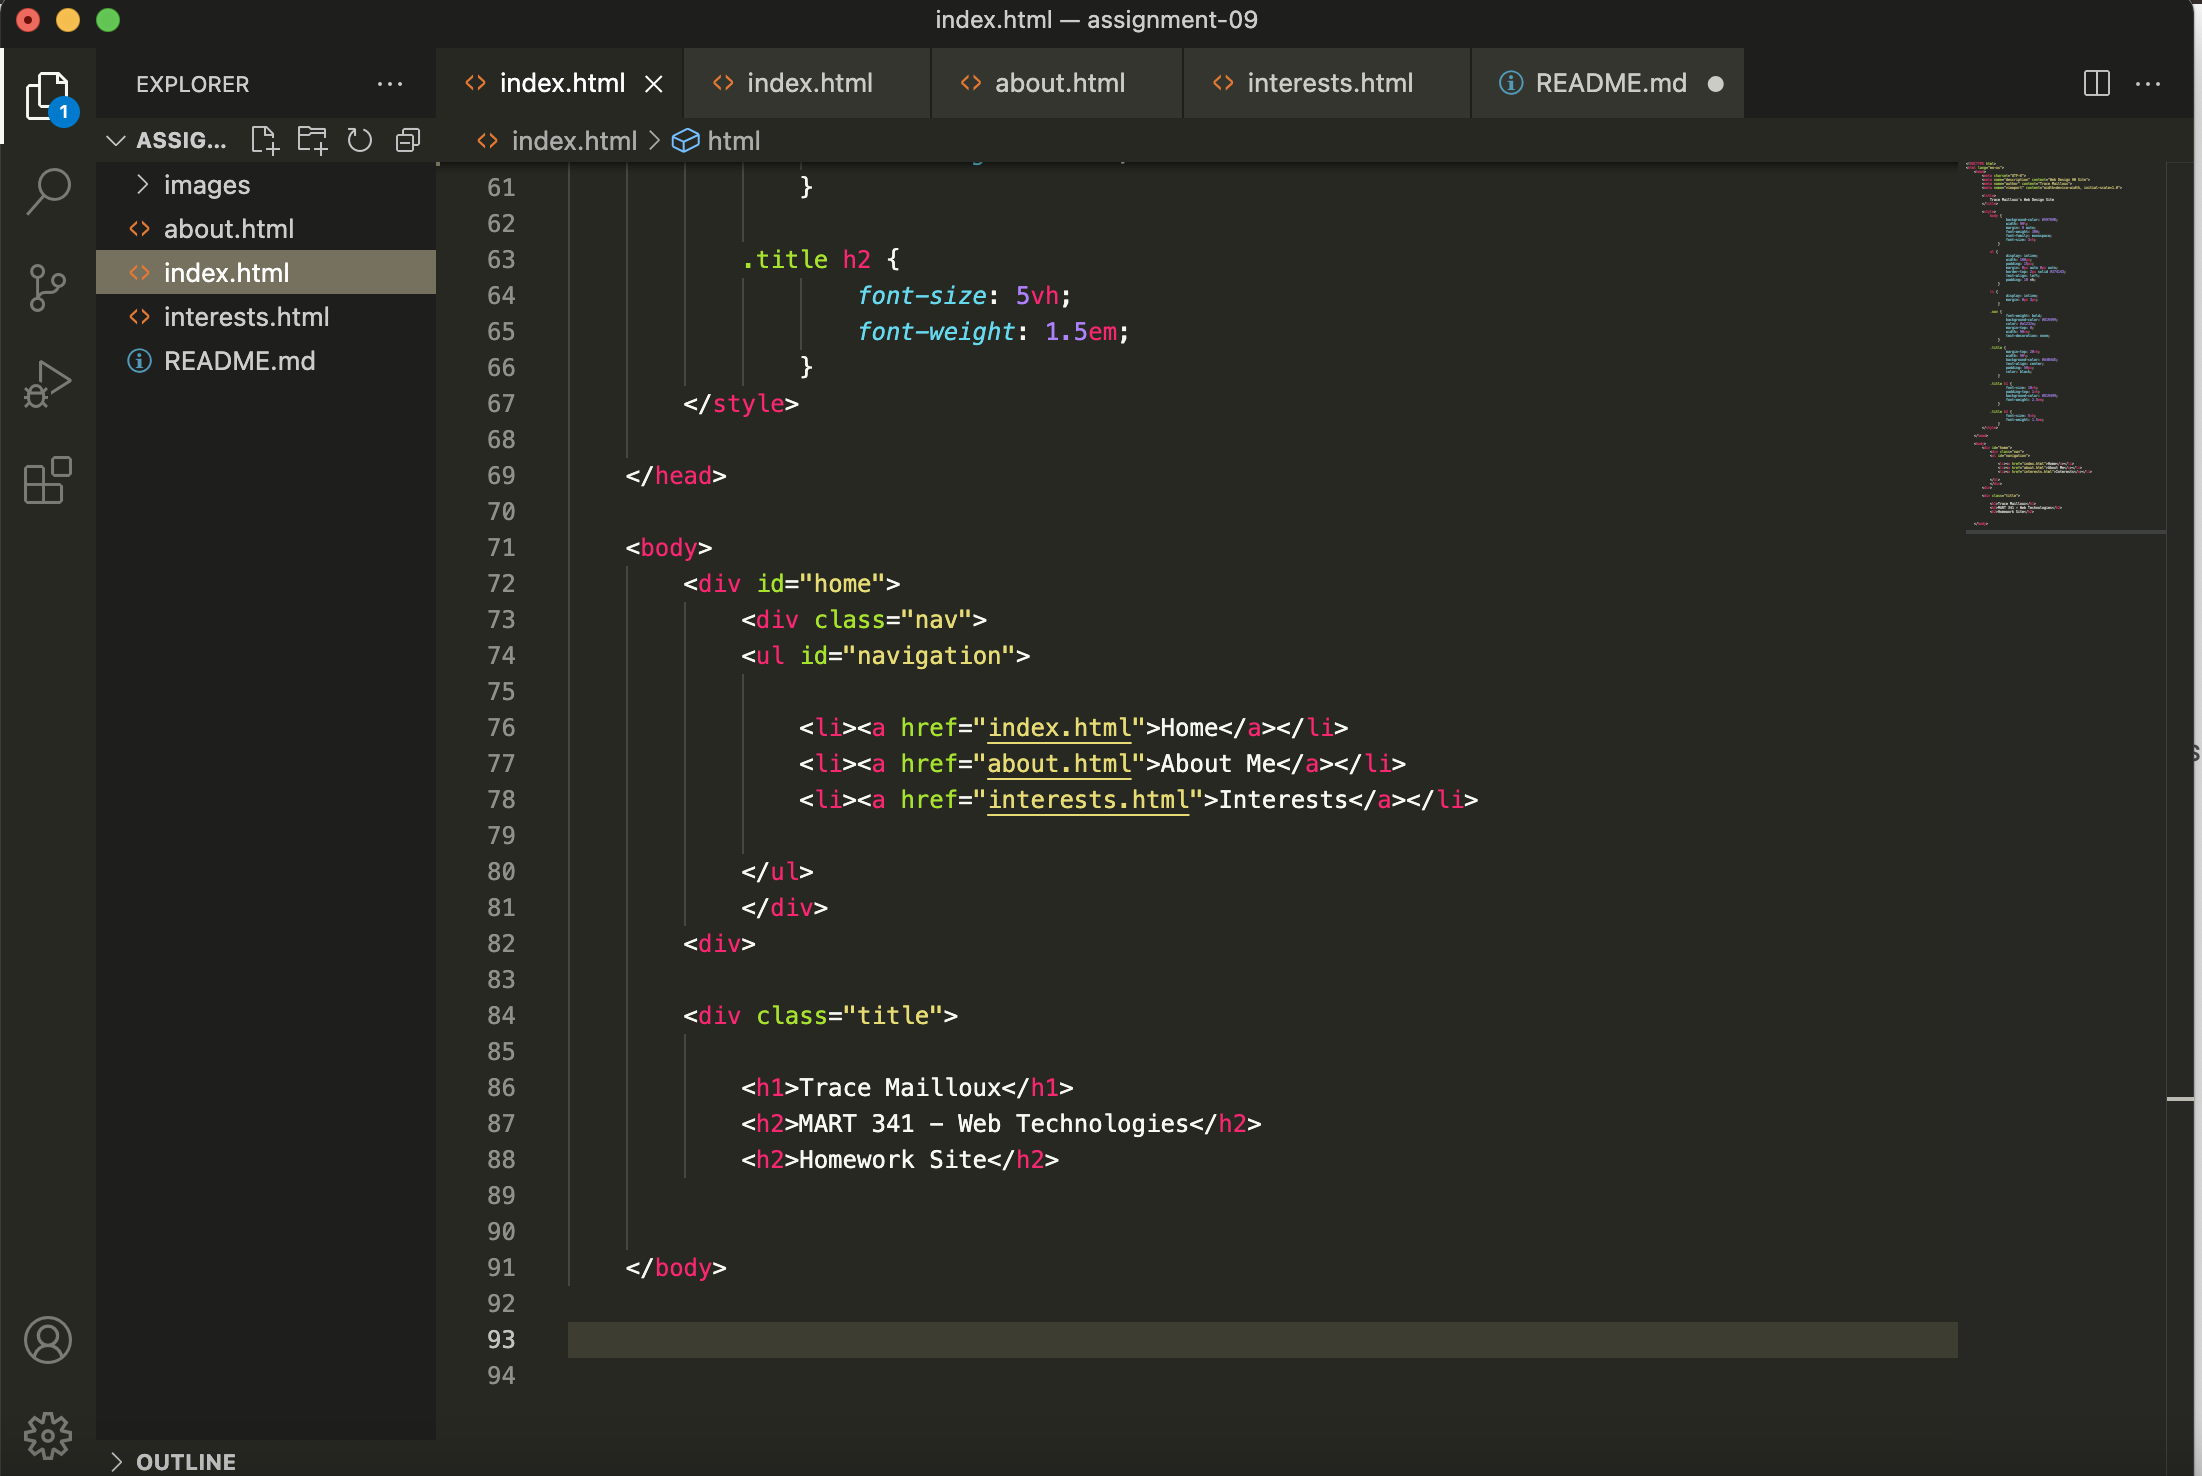 index.html — assignment-09
EXPLORER
index.html
index.html
about.html
interests.html
README.md
1
ASSIG...
index.html > html
images
about.html
index.html
interests.html
README.md
61 }
62
63 .title h2 {
64 font-size: 5vh;
65 font-weight: 1.5em;
66 }
67 </style>
68
69 </head>
70
71 <body>
72 <div id="home">
73 <div class="nav">
74 <ul id="navigation">
75
76 <li><a href="index.html">Home</a></li>
77 <li><a href="about.html">About Me</a></li>
78 <li><a href="interests.html">Interests</a></li>
79
80 </ul>
81 </div>
82 <div>
83
84 <div class="title">
85
86 <h1>Trace Mailloux</h1>
87 <h2>MART 341 - Web Technologies</h2>
88 <h2>Homework Site</h2>
89
90
91 </body>
92
93
94
OUTLINE